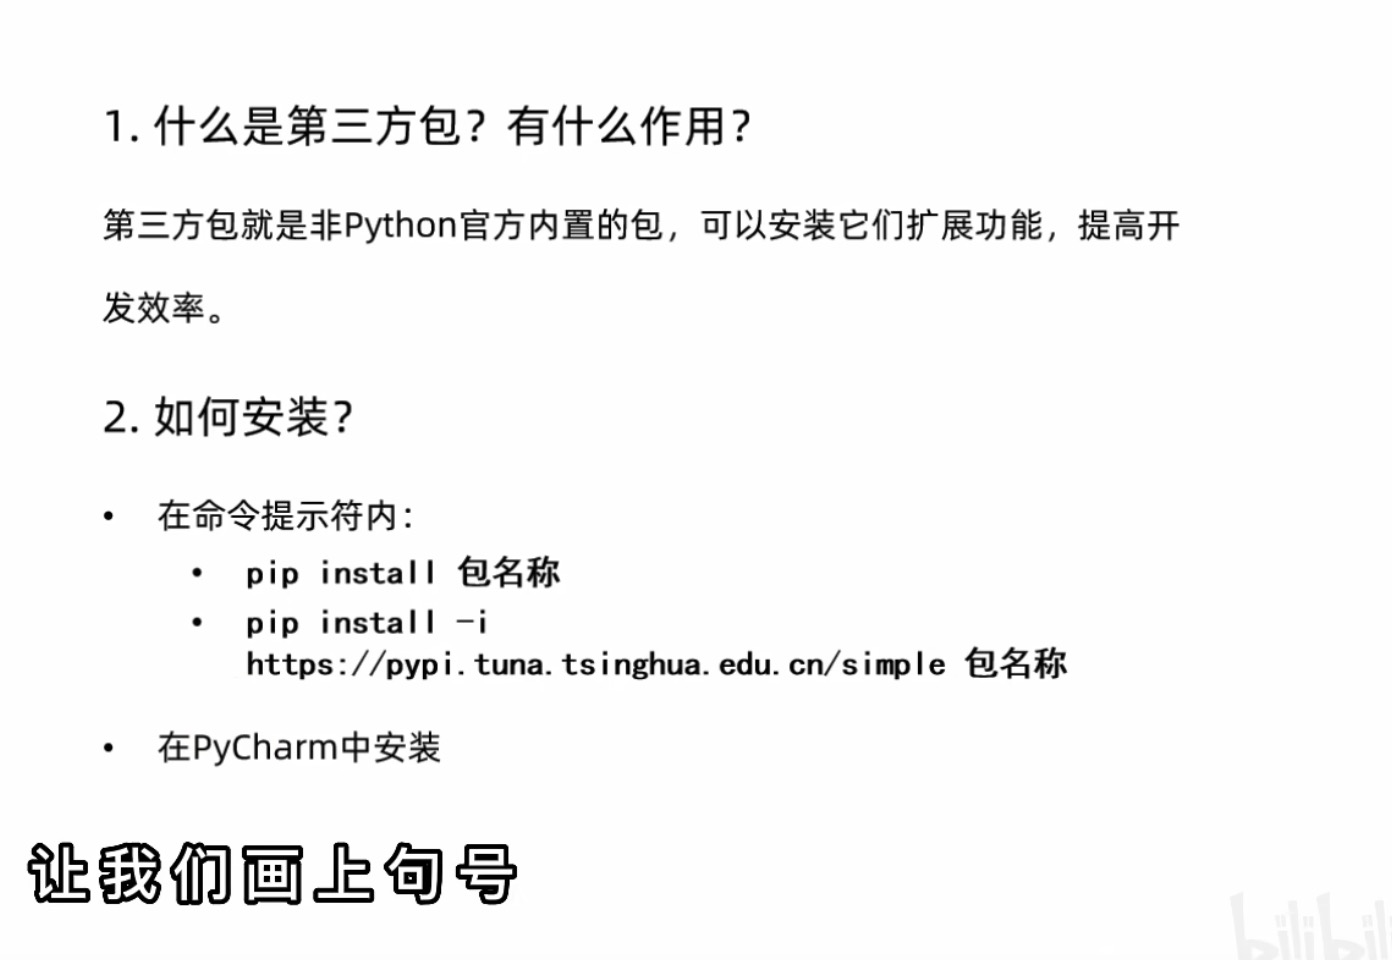 1. 什么是第三方包？有什么作用？
第三方包就是非Python官方内置的包，可以安装它们扩展功能，提高开
发效率。
2. 如何安装？
• 在命令提示符内：
• pip install 包名称
• pip install -i
https://pypi.tuna.tsinghua.edu.cn/simple 包名称
• 在PyCharm中安装
让我们画上句号
bilibili